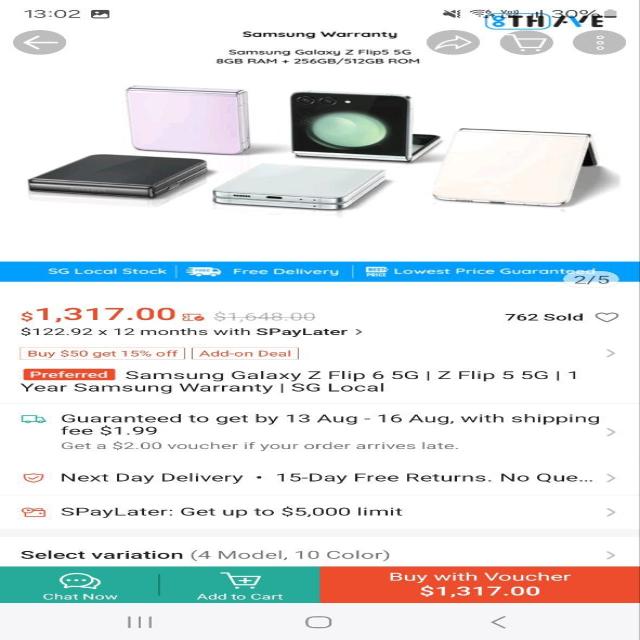 13:02
30%
8TH AVE
Samsung Warranty
Samsung Galaxy Z Flip5 5G
8GB RAM + 256GB/512GB ROM
SG Local Stock | FREE Free Delivery | BEST PRICE Lowest Price Guaranteed
2/5
$1,317.00 $1,648.00
762 Sold
$122.92 x 12 months with SPayLater >
Buy $50 get 15% off Add-on Deal
Preferred Samsung Galaxy Z Flip 6 5G | Z Flip 5 5G | 1
Year Samsung Warranty | SG Local
Guaranteed to get by 13 Aug - 16 Aug, with shipping
fee $1.99
Get a $2.00 voucher if your order arrives late.
Next Day Delivery • 15-Day Free Returns. No Que...
SPayLater: Get up to $5,000 limit
Select variation (4 Model, 10 Color)
Chat Now
Add to Cart
Buy with Voucher
$1,317.00